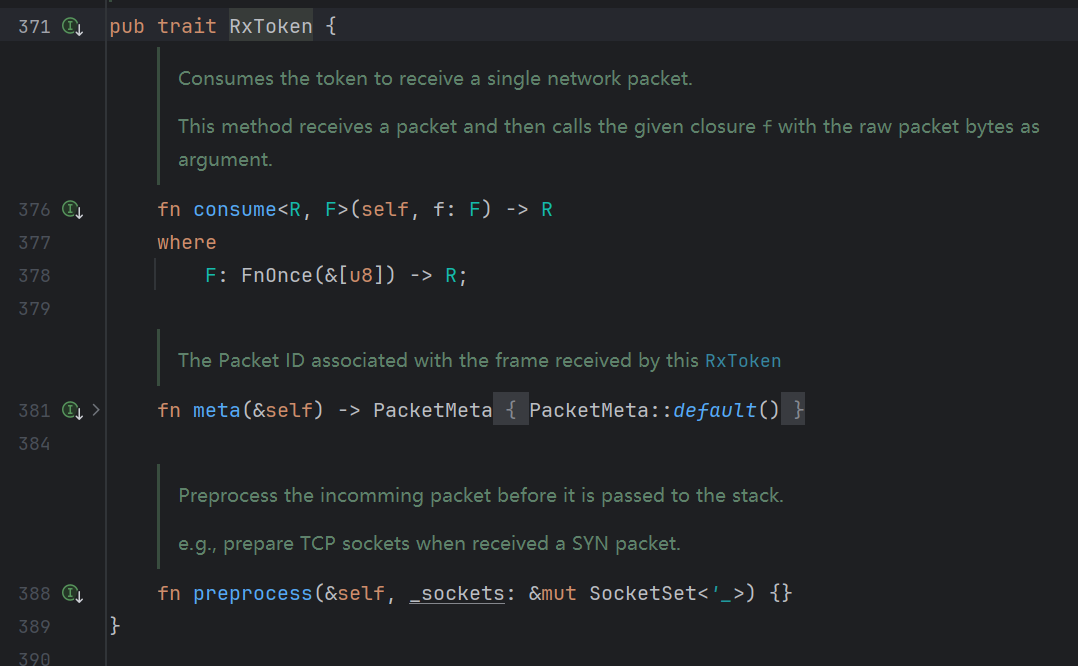 371 pub trait RxToken {
Consumes the token to receive a single network packet.
This method receives a packet and then calls the given closure f with the raw packet bytes as
argument.
376 fn consume<R, F>(self, f: F) -> R
377 where
378 F: FnOnce(&[u8]) -> R;
379
The Packet ID associated with the frame received by this RxToken
381 fn meta(&self) -> PacketMeta { PacketMeta::default() }
384
Preprocess the incomming packet before it is passed to the stack.
e.g., prepare TCP sockets when received a SYN packet.
388 fn preprocess(&self, _sockets: &mut SocketSet<'_>) {}
389 }
390